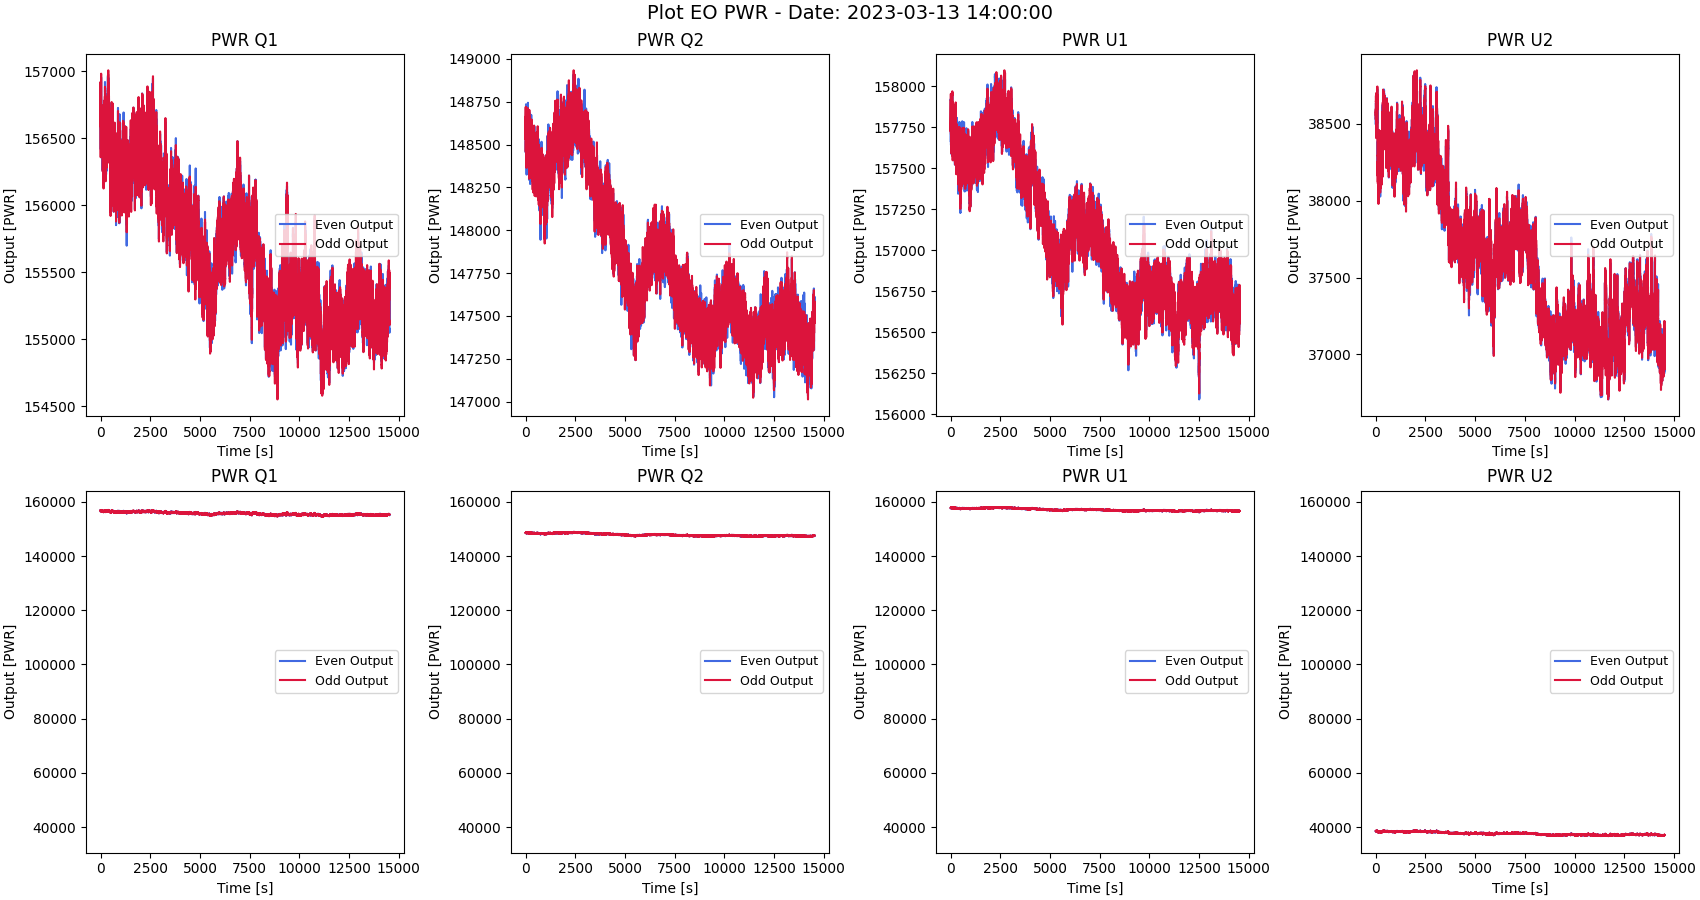 Plot EO PWR - Date: 2023-03-13 14:00:00
PWR Q1
157000
156500
156000
155500
155000
154500
Output [PWR]
Even Output
Odd Output
0 2500 5000 7500 10000 12500 15000
Time [s]
PWR Q2
149000
148750
148500
148250
148000
147750
147500
147250
147000
Output [PWR]
Even Output
Odd Output
0 2500 5000 7500 10000 12500 15000
Time [s]
PWR U1
158000
157750
157500
157250
157000
156750
156500
156250
156000
Output [PWR]
Even Output
Odd Output
0 2500 5000 7500 10000 12500 15000
Time [s]
PWR U2
38500
38000
37500
37000
Output [PWR]
Even Output
Odd Output
0 2500 5000 7500 10000 12500 15000
Time [s]
PWR Q1
160000
140000
120000
100000
80000
60000
40000
Output [PWR]
Even Output
Odd Output
0 2500 5000 7500 10000 12500 15000
Time [s]
PWR Q2
160000
140000
120000
100000
80000
60000
40000
Output [PWR]
Even Output
Odd Output
0 2500 5000 7500 10000 12500 15000
Time [s]
PWR U1
160000
140000
120000
100000
80000
60000
40000
Output [PWR]
Even Output
Odd Output
0 2500 5000 7500 10000 12500 15000
Time [s]
PWR U2
160000
140000
120000
100000
80000
60000
40000
Output [PWR]
Even Output
Odd Output
0 2500 5000 7500 10000 12500 15000
Time [s]